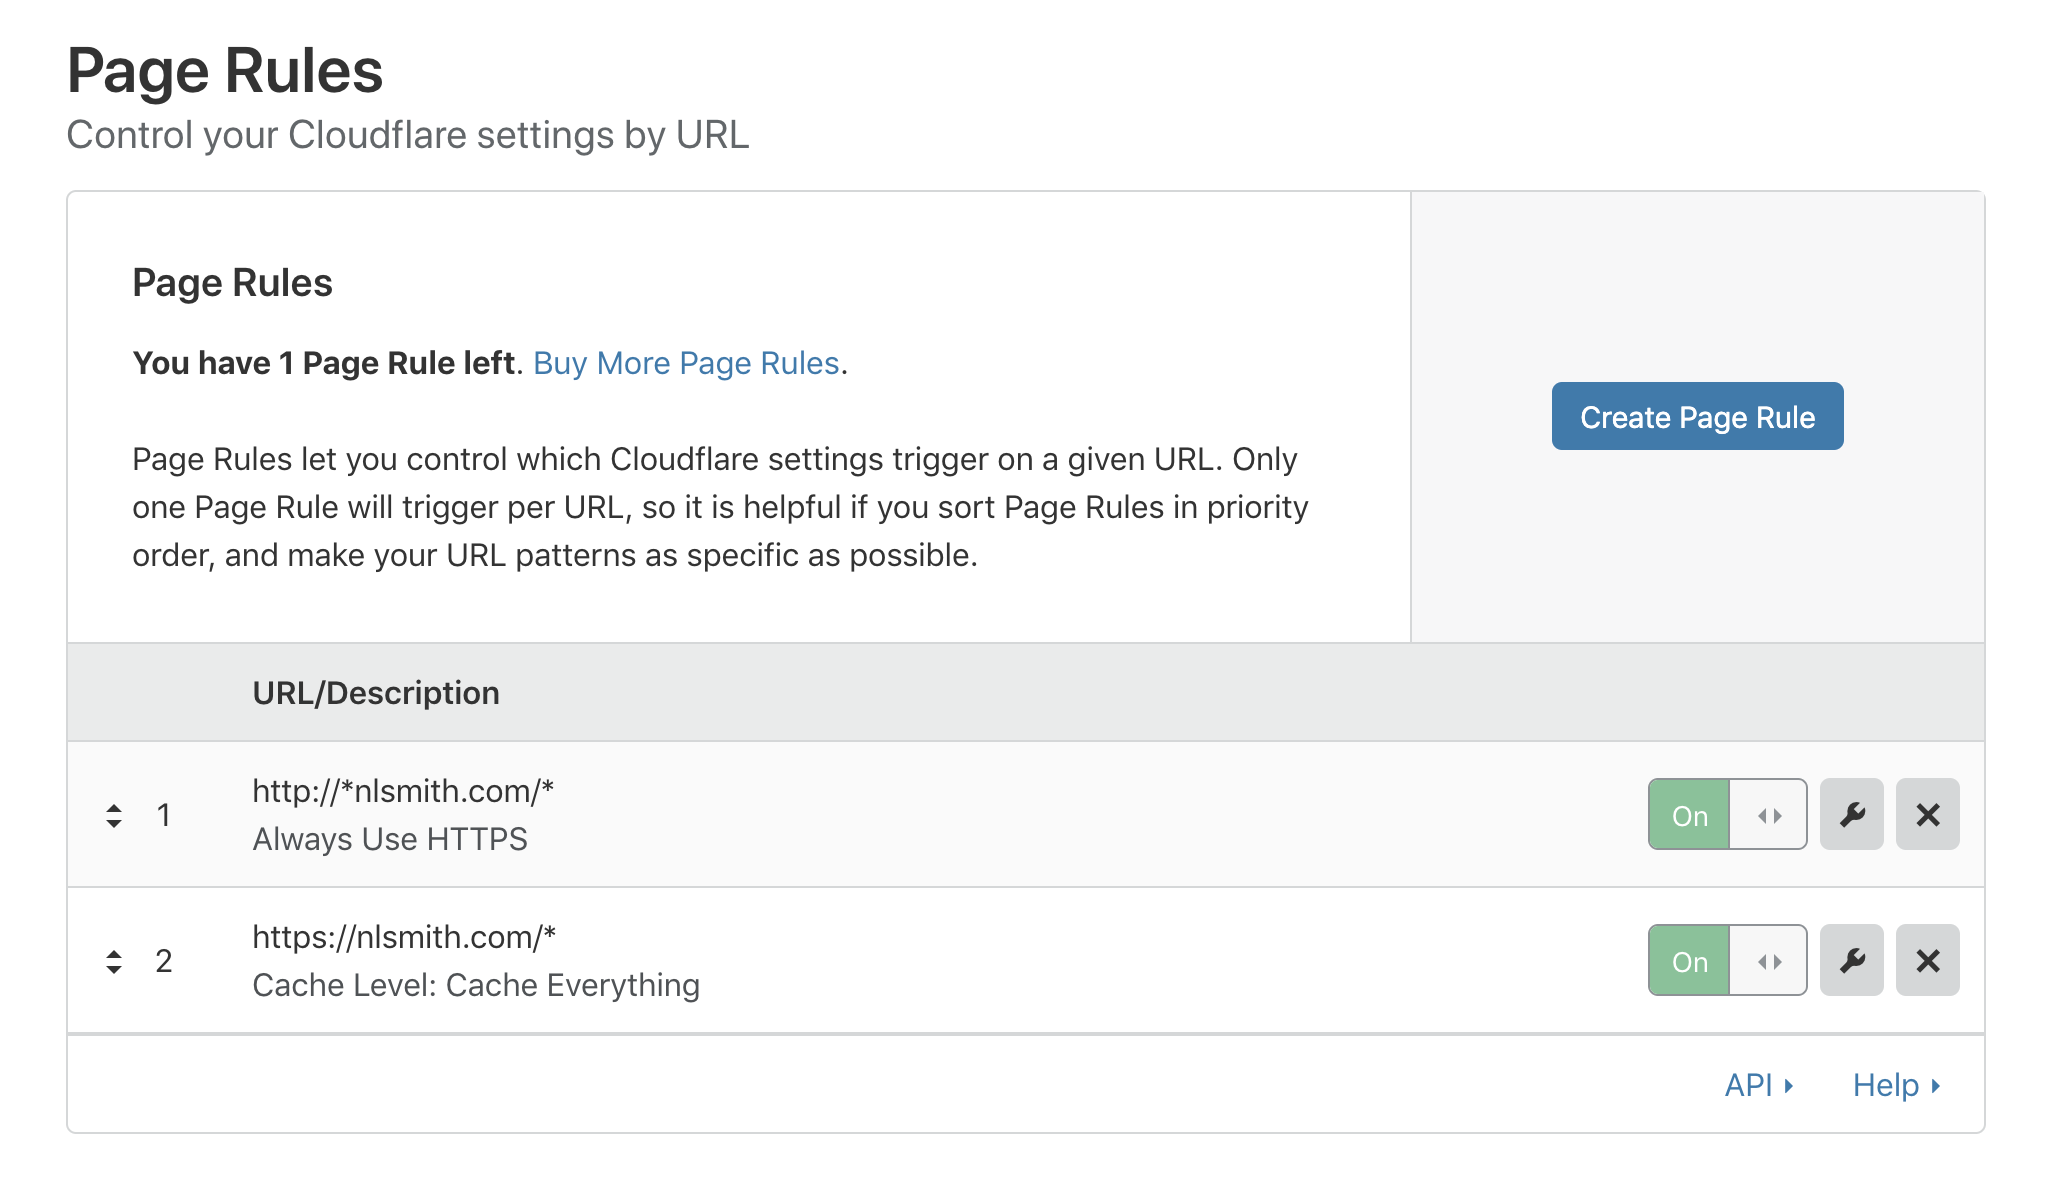 Page Rules
Control your Cloudflare settings by URL
Page Rules
You have 1 Page Rule left. Buy More Page Rules.
Page Rules let you control which Cloudflare settings trigger on a given URL. Only
one Page Rule will trigger per URL, so it is helpful if you sort Page Rules in priority
order, and make your URL patterns as specific as possible.
Create Page Rule
URL/Description
1
http://*nlsmith.com/*
Always Use HTTPS
On
2
https://nlsmith.com/*
Cache Level: Cache Everything
On
API
Help